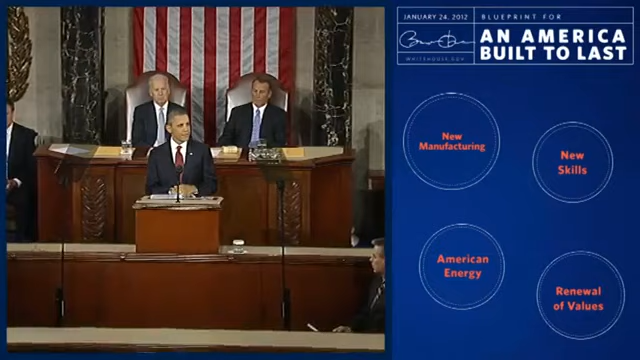 JANUARY 24, 2012
BLUEPRINT FOR
AN AMERICA
BUILT TO LAST
WHITEHOUSE.GOV
New
Manufacturing
New
Skills
American
Energy
Renewal
of Values